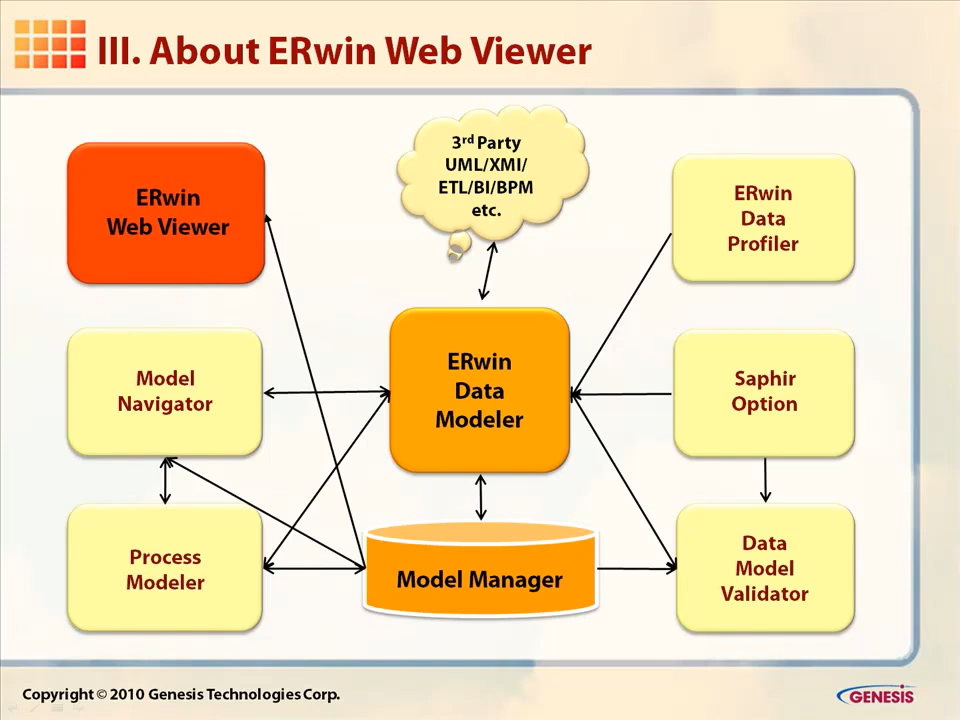 III. About ERwin Web Viewer
3rd Party
UML/XMI/
ETL/BI/BPM
etc.
ERwin
Web Viewer
ERwin
Data
Profiler
ERwin
Data
Modeler
Model
Navigator
Saphir
Option
Process
Modeler
Model Manager
Data
Model
Validator
Copyright © 2010 Genesis Technologies Corp.
GENESIS